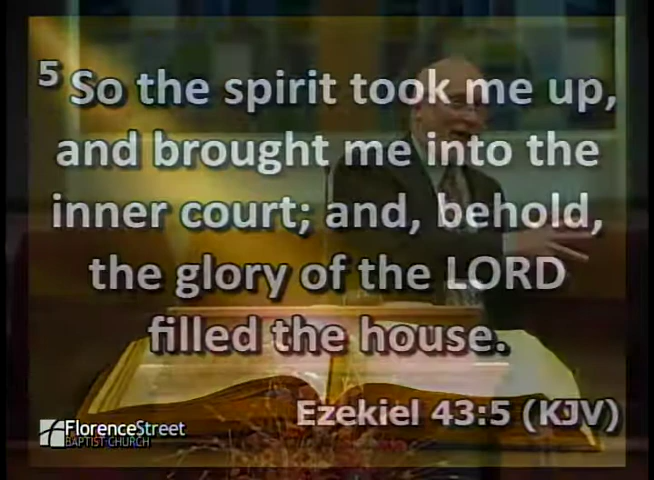 5 So the spirit took me up,
and brought me into the
inner court; and, behold,
the glory of the LORD
filled the house.
Ezekiel 43:5 (KJV)
FlorenceStreet
BAPTIST CHURCH